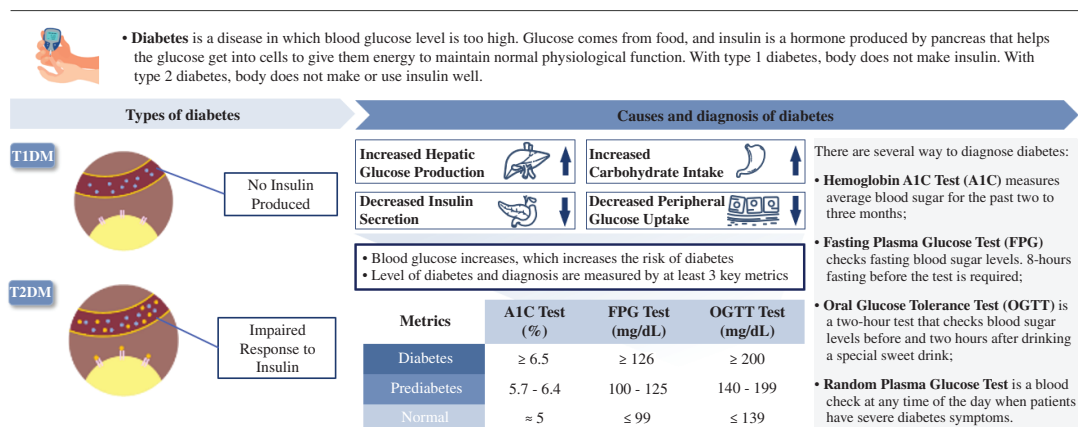 • Diabetes is a disease in which blood glucose level is too high. Glucose comes from food, and insulin is a hormone produced by pancreas that helps
the glucose get into cells to give them energy to maintain normal physiological function. With type 1 diabetes, body does not make insulin. With
type 2 diabetes, body does not make or use insulin well.
Types of diabetes
Causes and diagnosis of diabetes
T1DM
No Insulin
Produced
T2DM
Impaired
Response to
Insulin
Increased Hepatic
Glucose Production
Increased
Carbohydrate Intake
Decreased Insulin
Secretion
Decreased Peripheral
Glucose Uptake
• Blood glucose increases, which increases the risk of diabetes
• Level of diabetes and diagnosis are measured by at least 3 key metrics
Metrics
A1C Test
(%)
FPG Test
(mg/dL)
OGTT Test
(mg/dL)
Diabetes ≥ 6.5 ≥ 126 ≥ 200
Prediabetes 5.7 - 6.4 100 - 125 140 - 199
Normal ≈ 5 ≤ 99 ≤ 139
There are several way to diagnose diabetes:
• Hemoglobin A1C Test (A1C) measures
average blood sugar for the past two to
three months;
• Fasting Plasma Glucose Test (FPG)
checks fasting blood sugar levels. 8-hours
fasting before the test is required;
• Oral Glucose Tolerance Test (OGTT) is
a two-hour test that checks blood sugar
levels before and two hours after drinking
a special sweet drink;
• Random Plasma Glucose Test is a blood
check at any time of the day when patients
have severe diabetes symptoms.